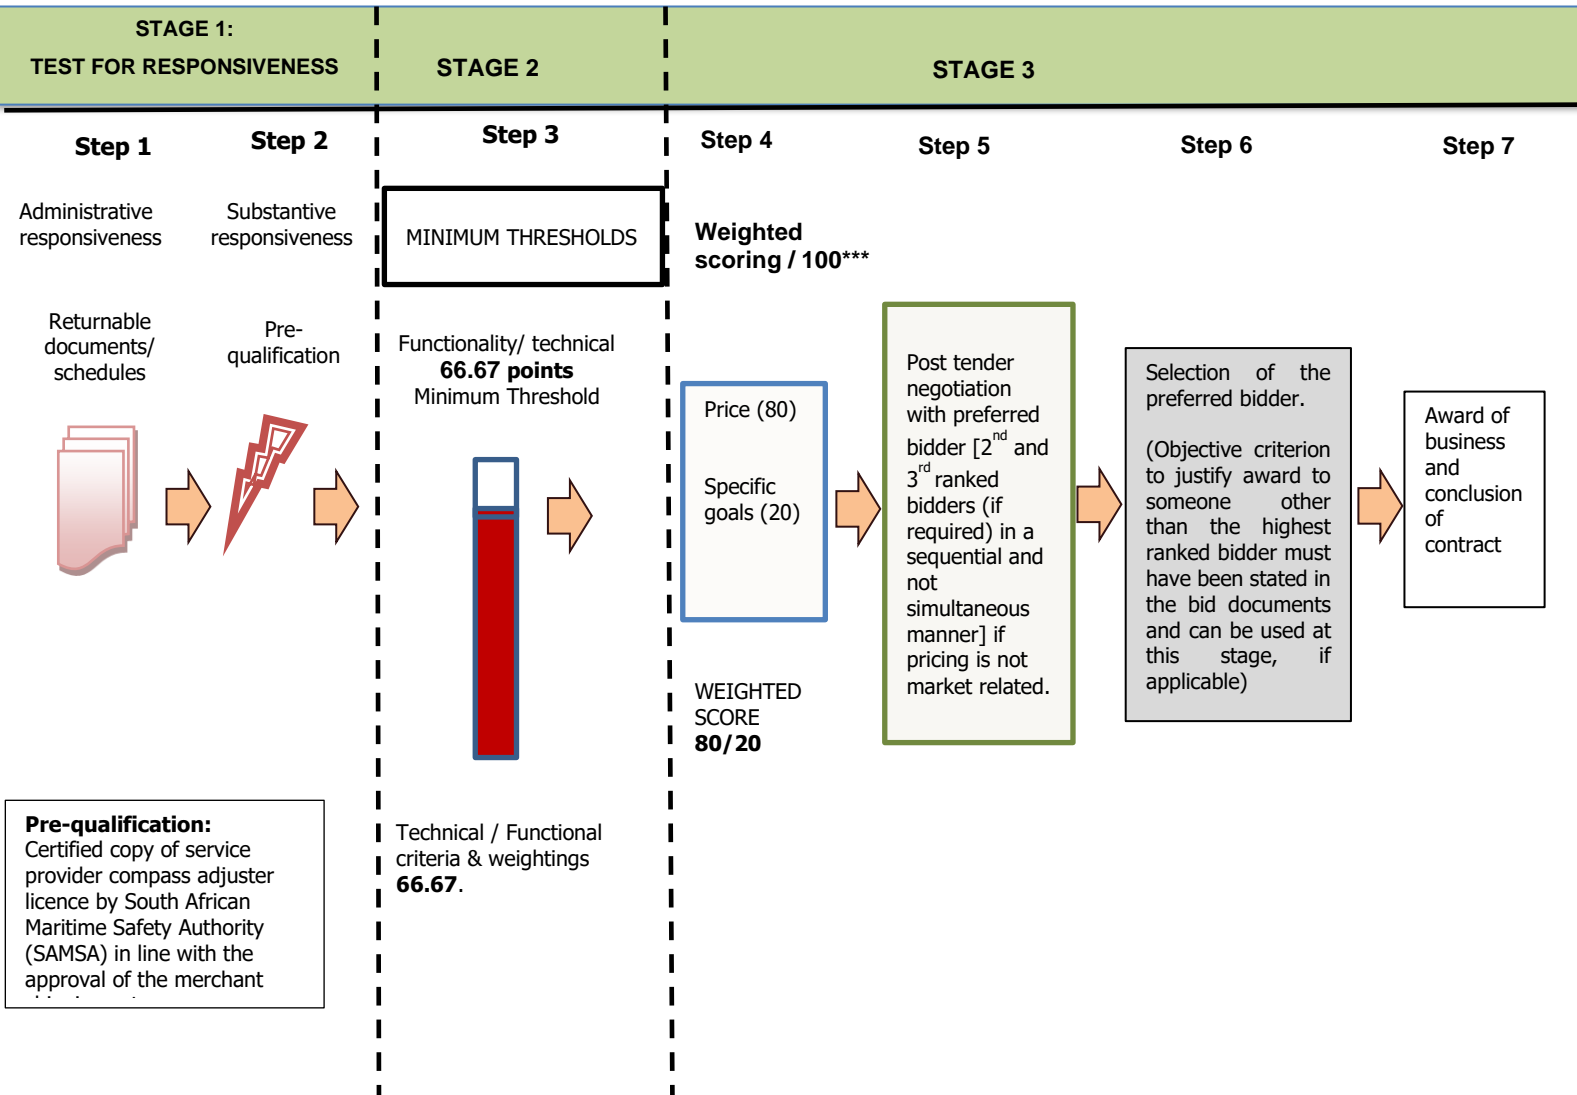 STAGE 1:
TEST FOR RESPONSIVENESS
STAGE 2
STAGE 3
Step 1
Step 2
Step 3
Step 4
Step 5
Step 6
Step 7
Administrative
responsiveness
Substantive
responsiveness
MINIMUM THRESHOLDS
Weighted
scoring / 100***
Returnable
documents/
schedules
Pre-
qualification
Functionality/ technical
66.67 points
Minimum Threshold
Price (80)
Specific
goals (20)
Post tender
negotiation
with preferred
bidder [2nd and
3rd ranked
bidders (if
required) in a
sequential and
not
simultaneous
manner] if
pricing is not
market related.
Selection of the
preferred bidder.
(Objective criterion
to justify award to
someone other
than the highest
ranked bidder must
have been stated in
the bid documents
and can be used at
this stage, if
applicable)
Award of
business
and
conclusion
of
contract
WEIGHTED
SCORE
80/20
Pre-qualification:
Certified copy of service
provider compass adjuster
licence by South African
Maritime Safety Authority
(SAMSA) in line with the
approval of the merchant
Technical / Functional
criteria & weightings
66.67.